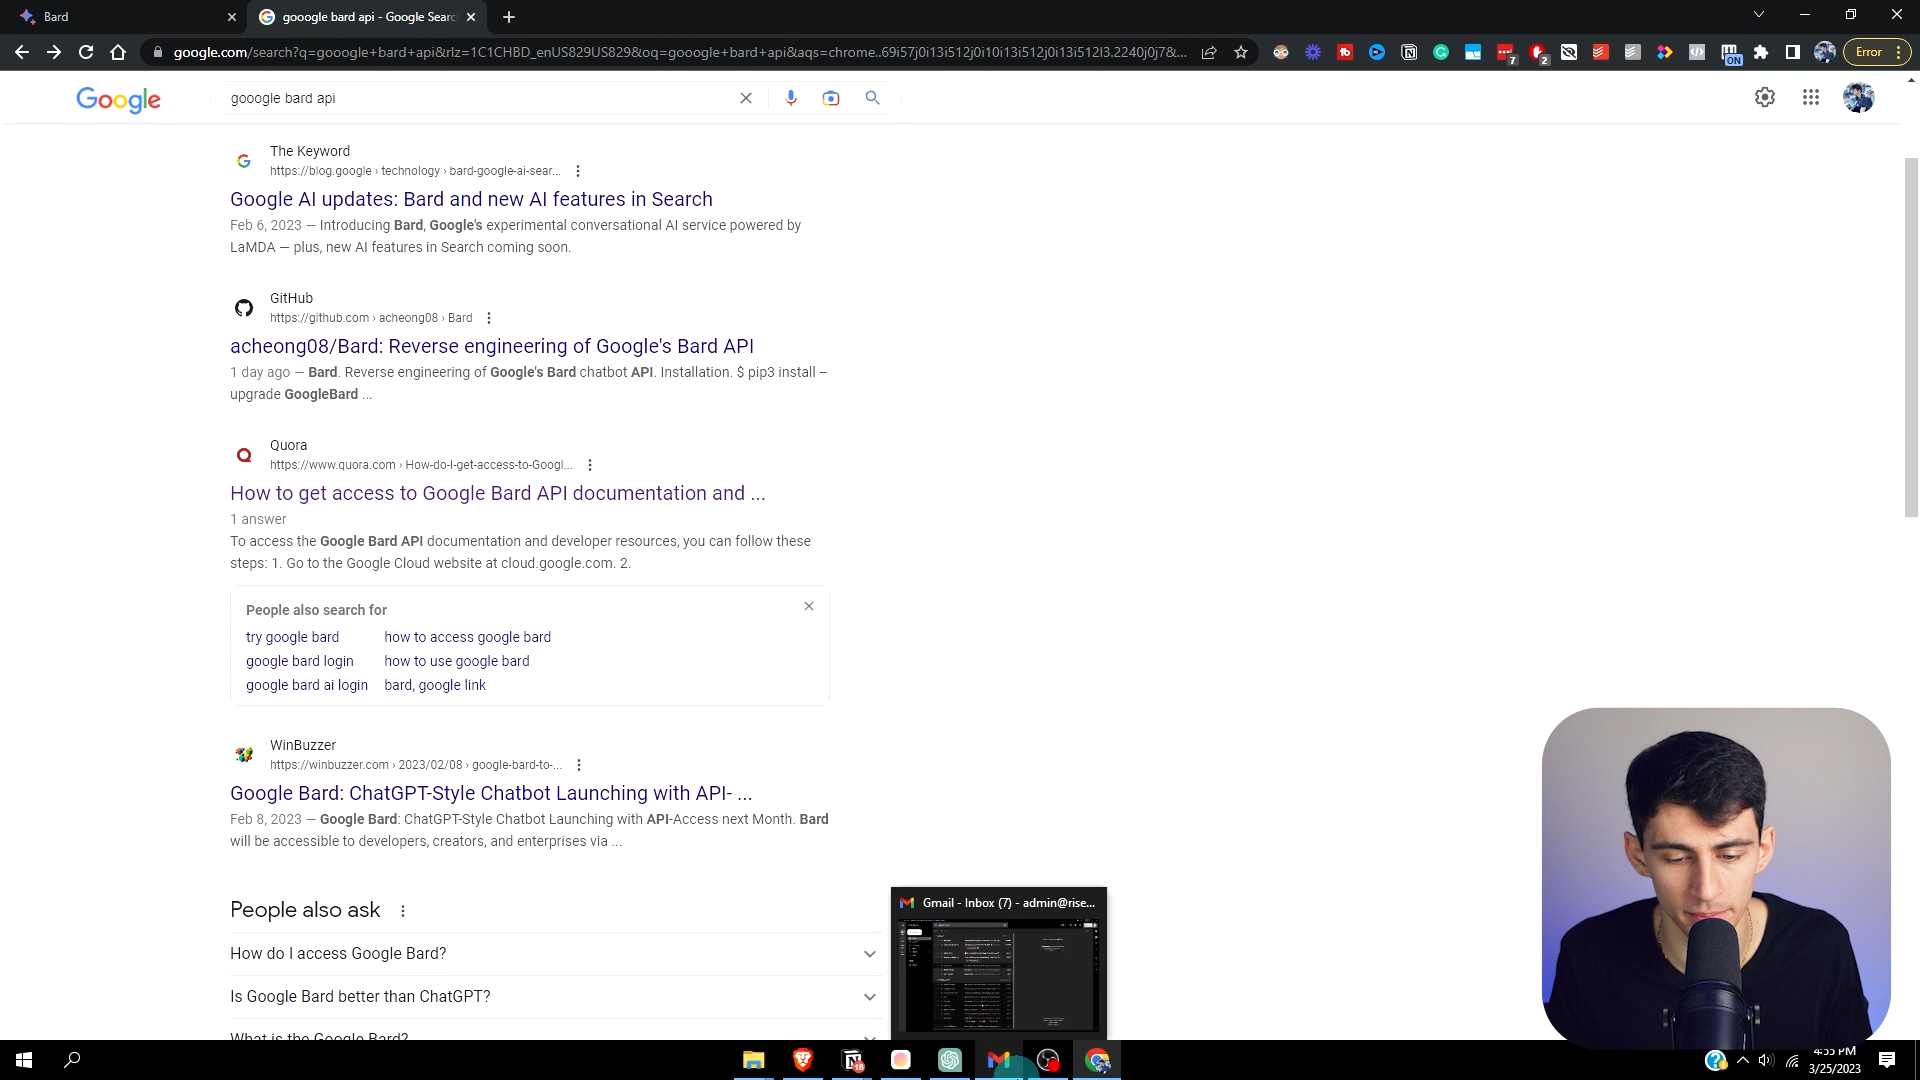 Bard
gooogle bard api - Google Searc
google.com/search?q=gooogle+bard+api&rlz=1C1CHBD_enUS829US829&oq=gooogle+bard+api&aqs=chrome..69i57j0i13i512j0i10i13i512j0i13i512l3.2240j0j7&...
7
2
ON
Error
Google
gooogle bard api
The Keyword
https://blog.google › technology › bard-google-ai-sear...
Google AI updates: Bard and new AI features in Search
Feb 6, 2023 — Introducing Bard, Google's experimental conversational AI service powered by
LaMDA — plus, new AI features in Search coming soon.
GitHub
https://github.com › acheong08 › Bard
acheong08/Bard: Reverse engineering of Google's Bard API
1 day ago — Bard. Reverse engineering of Google's Bard chatbot API. Installation. $ pip3 install --
upgrade GoogleBard ...
Quora
https://www.quora.com › How-do-I-get-access-to-Googl...
How to get access to Google Bard API documentation and ...
1 answer
To access the Google Bard API documentation and developer resources, you can follow these
steps: 1. Go to the Google Cloud website at cloud.google.com. 2.
People also search for
try google bard how to access google bard
google bard login how to use google bard
google bard ai login bard, google link
WinBuzzer
https://winbuzzer.com › 2023/02/08 › google-bard-to-...
Google Bard: ChatGPT-Style Chatbot Launching with API- ...
Feb 8, 2023 — Google Bard: ChatGPT-Style Chatbot Launching with API-Access next Month. Bard
will be accessible to developers, creators, and enterprises via ...
People also ask
How do I access Google Bard?
Is Google Bard better than ChatGPT?
What is the Google Bard?
Gmail - Inbox (7) - admin@rise...
18
4:55 PM
3/25/2023